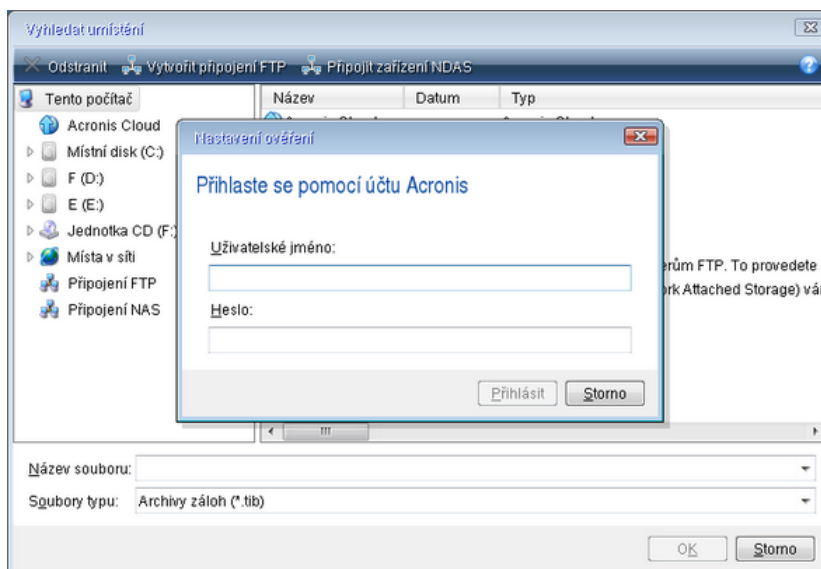 Vyhledat umístění
Odstranit Vytvořit připojení FTP Připojit zařízení NDAS
Tento počítač
Acronis Cloud
Místní disk (C:)
F (D:)
E (E:)
Jednotka CD (F:)
Místa v síti
Připojení FTP
Připojení NAS
Název Datum Typ
Nastavení ověření
Přihlaste se pomocí účtu Acronis
Uživatelské jméno:
Heslo:
Přihlásit Storno
erům FTP. To provedete
ork Attached Storage) vá
Název souboru:
Soubory typu: Archivy záloh (*.tib)
OK Storno